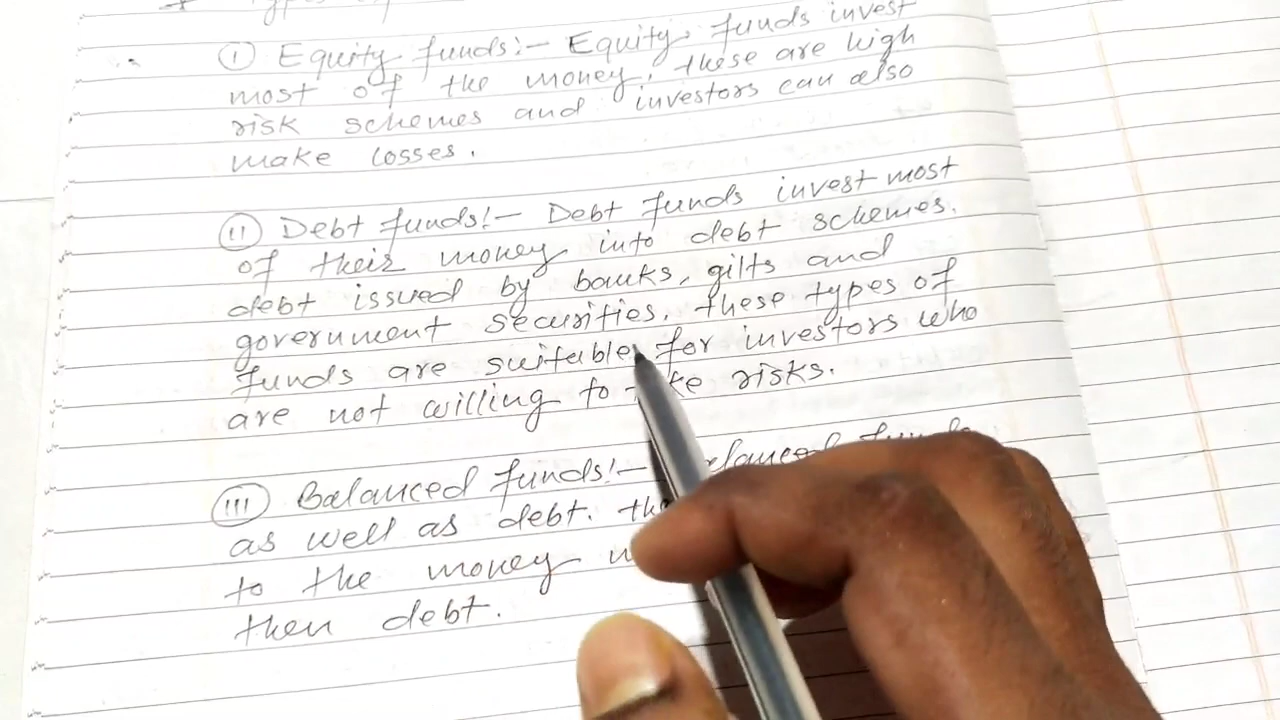 Types
(I) Equity funds:- Equity funds invest
most of the money, these are high
risk schemes and investors can also
make losses.
(II) Debt funds:- Debt funds invest most
of their money into debt schemes.
debt issued by banks, gilts and
government securities. these types of
funds are suitable for investors who
are not willing to risks.
(III) Balanced funds:-
as well as debt.
to the money
then debt.